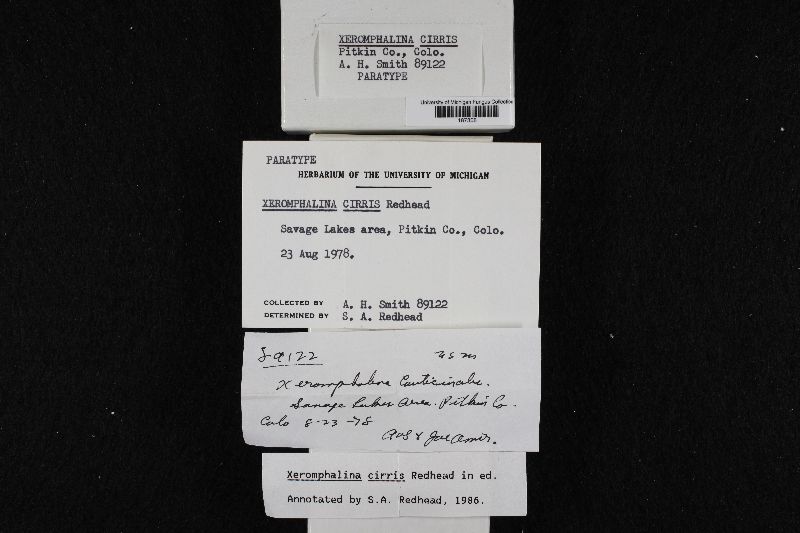 XEROMPHALINA CIRRIS
Pitkin Co., Colo.
A. H. Smith 89122
PARATYPE
University of Michigan Fungus Collection
PARATYPE
HERBARIUM OF THE UNIVERSITY OF MICHIGAN
XEROMPHALINA CIRRIS Redhead
Savage Lakes area, Pitkin Co., Colo.
23 Aug 1978.
COLLECTED BY A. H. Smith 89122
DETERMINED BY S. A. Redhead
89122
Xeromphalina Cauticinalis.
Savage Lakes Area. Pitkin Co.
Colo 8-23-78
AHS &
Xeromphalina cirris Redhead in ed.
Annotated by S.A. Redhead, 1986.